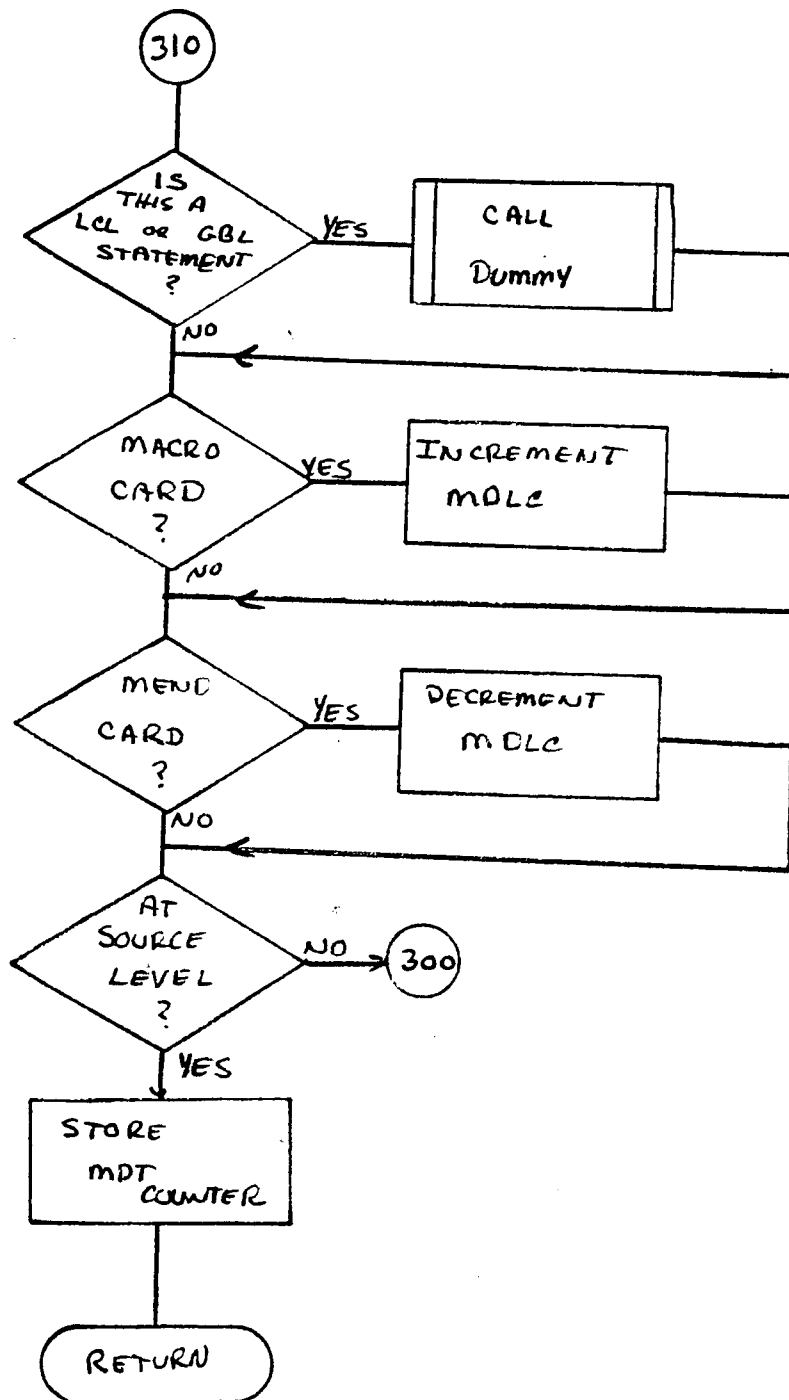 310
IS
THIS A
LCL OR GBL
STATEMENT
?
YES
CALL
DUMMY
NO
MACRO
CARD
?
YES
INCREMENT
MDLC
NO
MEND
CARD
?
YES
DECREMENT
MDLC
NO
AT
SOURCE
LEVEL
?
NO
300
YES
STORE
MDT
COUNTER
RETURN